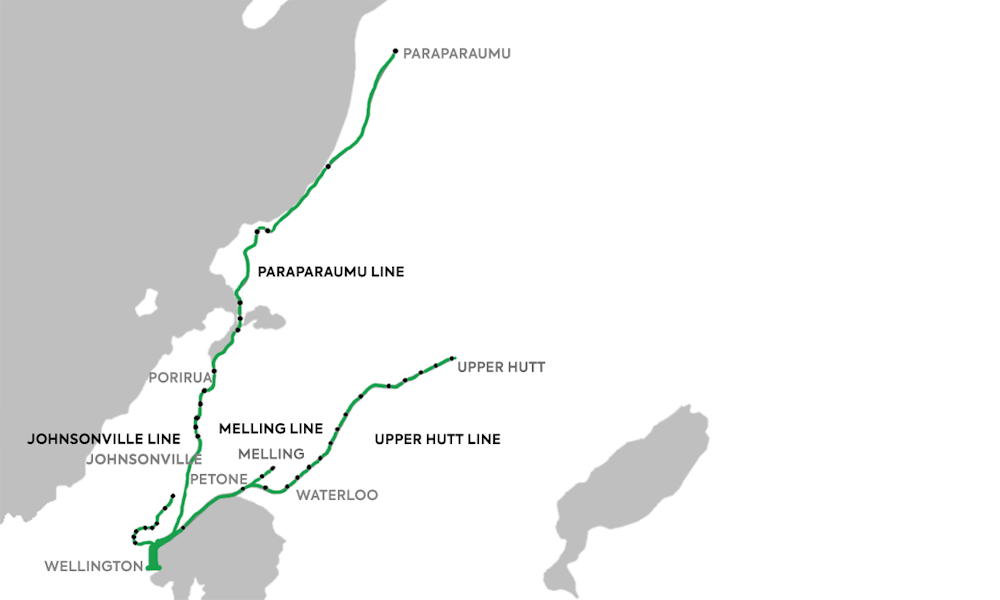 PARAPARAUMU
PARAPARAUMU LINE
UPPER HUTT
PORIRUA
MELLING LINE
JOHNSONVILLE LINE
UPPER HUTT LINE
MELLING
JOHNSONVILLE
PETONE
WATERLOO
WELLINGTON